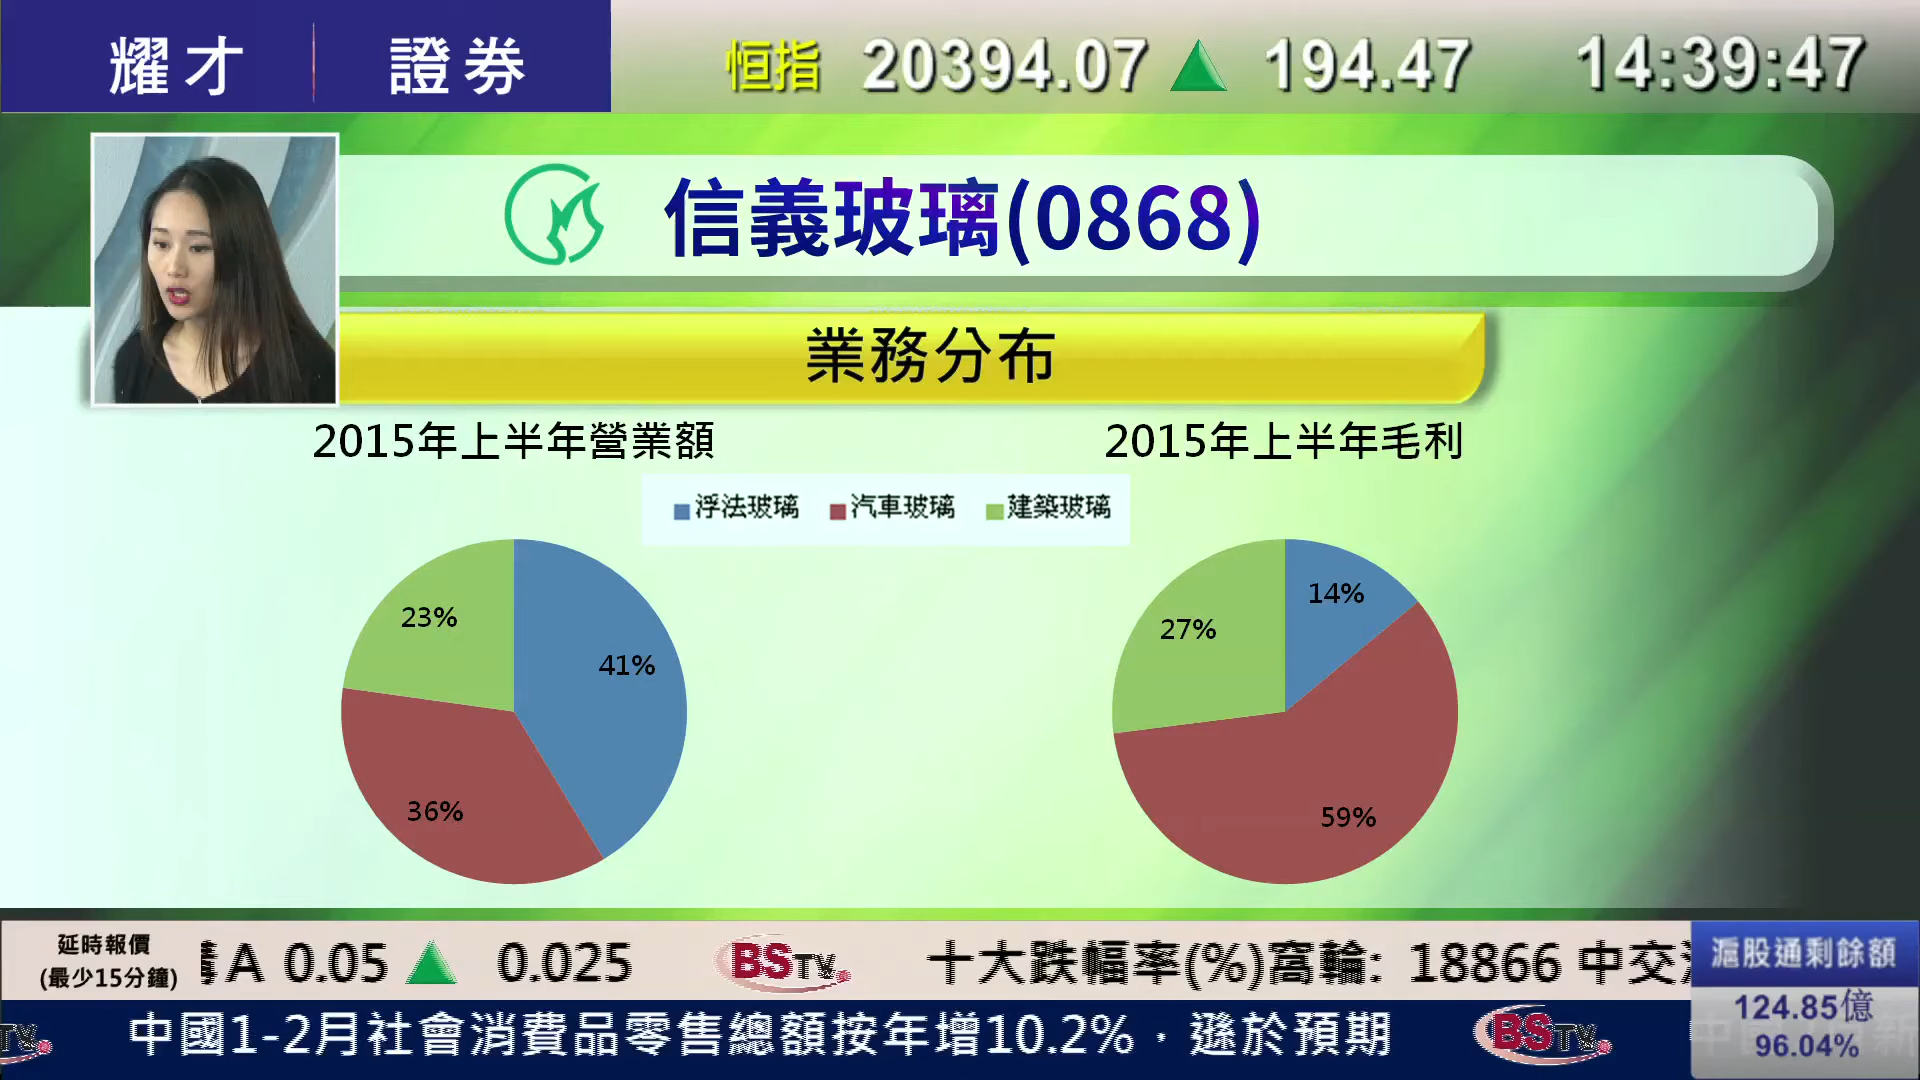 耀才 證券
恒指 20394.07 ▲ 194.47 14:39:47
信義玻璃(0868)
業務分布
2015年上半年營業額
2015年上半年毛利
浮法玻璃 汽車玻璃 建築玻璃
23%
41%
36%
14%
27%
59%
延時報價
(最少15分鐘)
A 0.05 ▲ 0.025 BSTV 十大跌幅率(%)窩輪: 18866 中交
滬股通剩餘額
124.85億
96.04%
TV 中國1-2月社會消費品零售總額按年增10.2%，遜於預期 BSTV